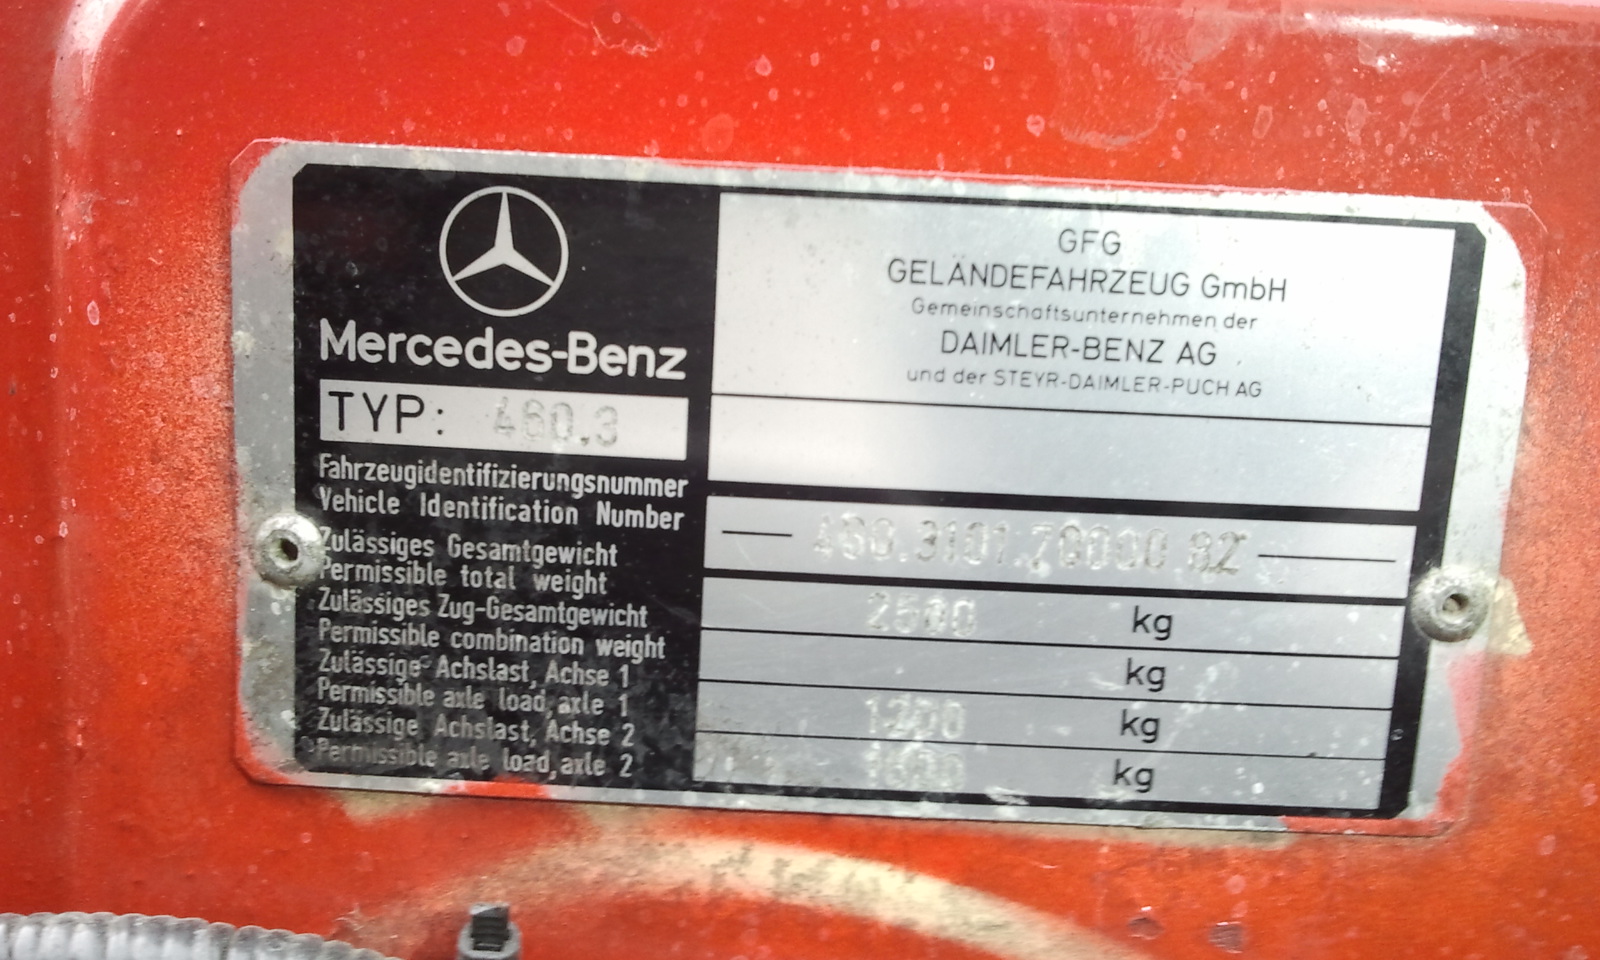 GFG
GELÄNDEFAHRZEUG GmbH
Gemeinschaftsunternehmen der
DAIMLER-BENZ AG
und der STEYR-DAIMLER-PUCH AG
Mercedes-Benz
TYP: 460.3
Fahrzeugidentifizierungsnummer
Vehicle Identification Number
Zulässiges Gesamtgewicht
Permissible total weight
2500 kg
Zulässiges Zug-Gesamtgewicht
Permissible combination weight
kg
Zulässige Achslast, Achse 1
Permissible axle load, axle 1
kg
Zulässige Achslast, Achse 2
Permissible axle load, axle 2
kg